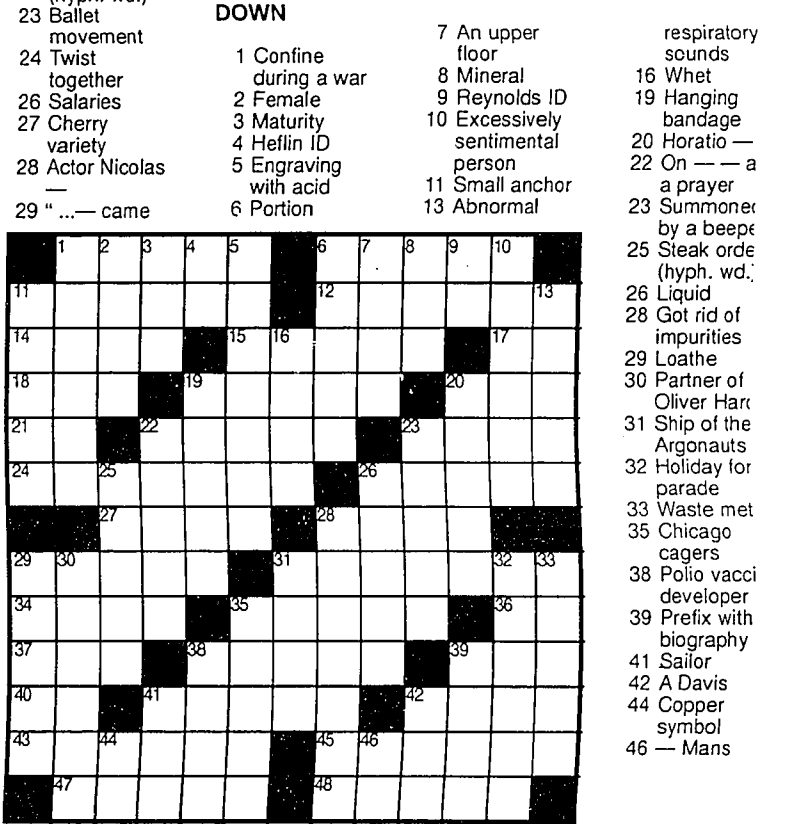 (hyph. wd.)
23 Ballet
movement
24 Twist
together
26 Salaries
27 Cherry
variety
28 Actor Nicolas
—
29 “ ...— came
DOWN
1 Confine
during a war
2 Female
3 Maturity
4 Heflin ID
5 Engraving
with acid
6 Portion
7 An upper
floor
8 Mineral
9 Reynolds ID
10 Excessively
sentimental
person
11 Small anchor
13 Abnormal
respiratory
sounds
16 Whet
19 Hanging
bandage
20 Horatio —
22 On — — a
a prayer
23 Summoned
by a beepe
25 Steak orde
(hyph. wd.)
26 Liquid
28 Got rid of
impurities
29 Loathe
30 Partner of
Oliver Hard
31 Ship of the
Argonauts
32 Holiday for
parade
33 Waste met
35 Chicago
cagers
38 Polio vacci
developer
39 Prefix with
biography
41 Sailor
42 A Davis
44 Copper
symbol
46 — Mans
1 2 3 4 5 6 7 8 9 10
11 12 13
14 15 16 17
18 19 20
21 22 23
24 25 26
27 28
29 30 31 32 33
34 35 36
37 38 39
40 41 42
43 44 45 46
47 48